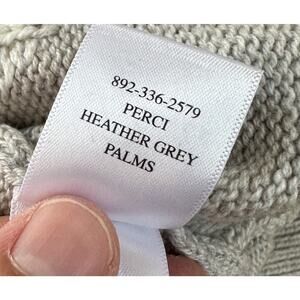 892-336-2579
PERCI
HEATHER GREY
PALMS